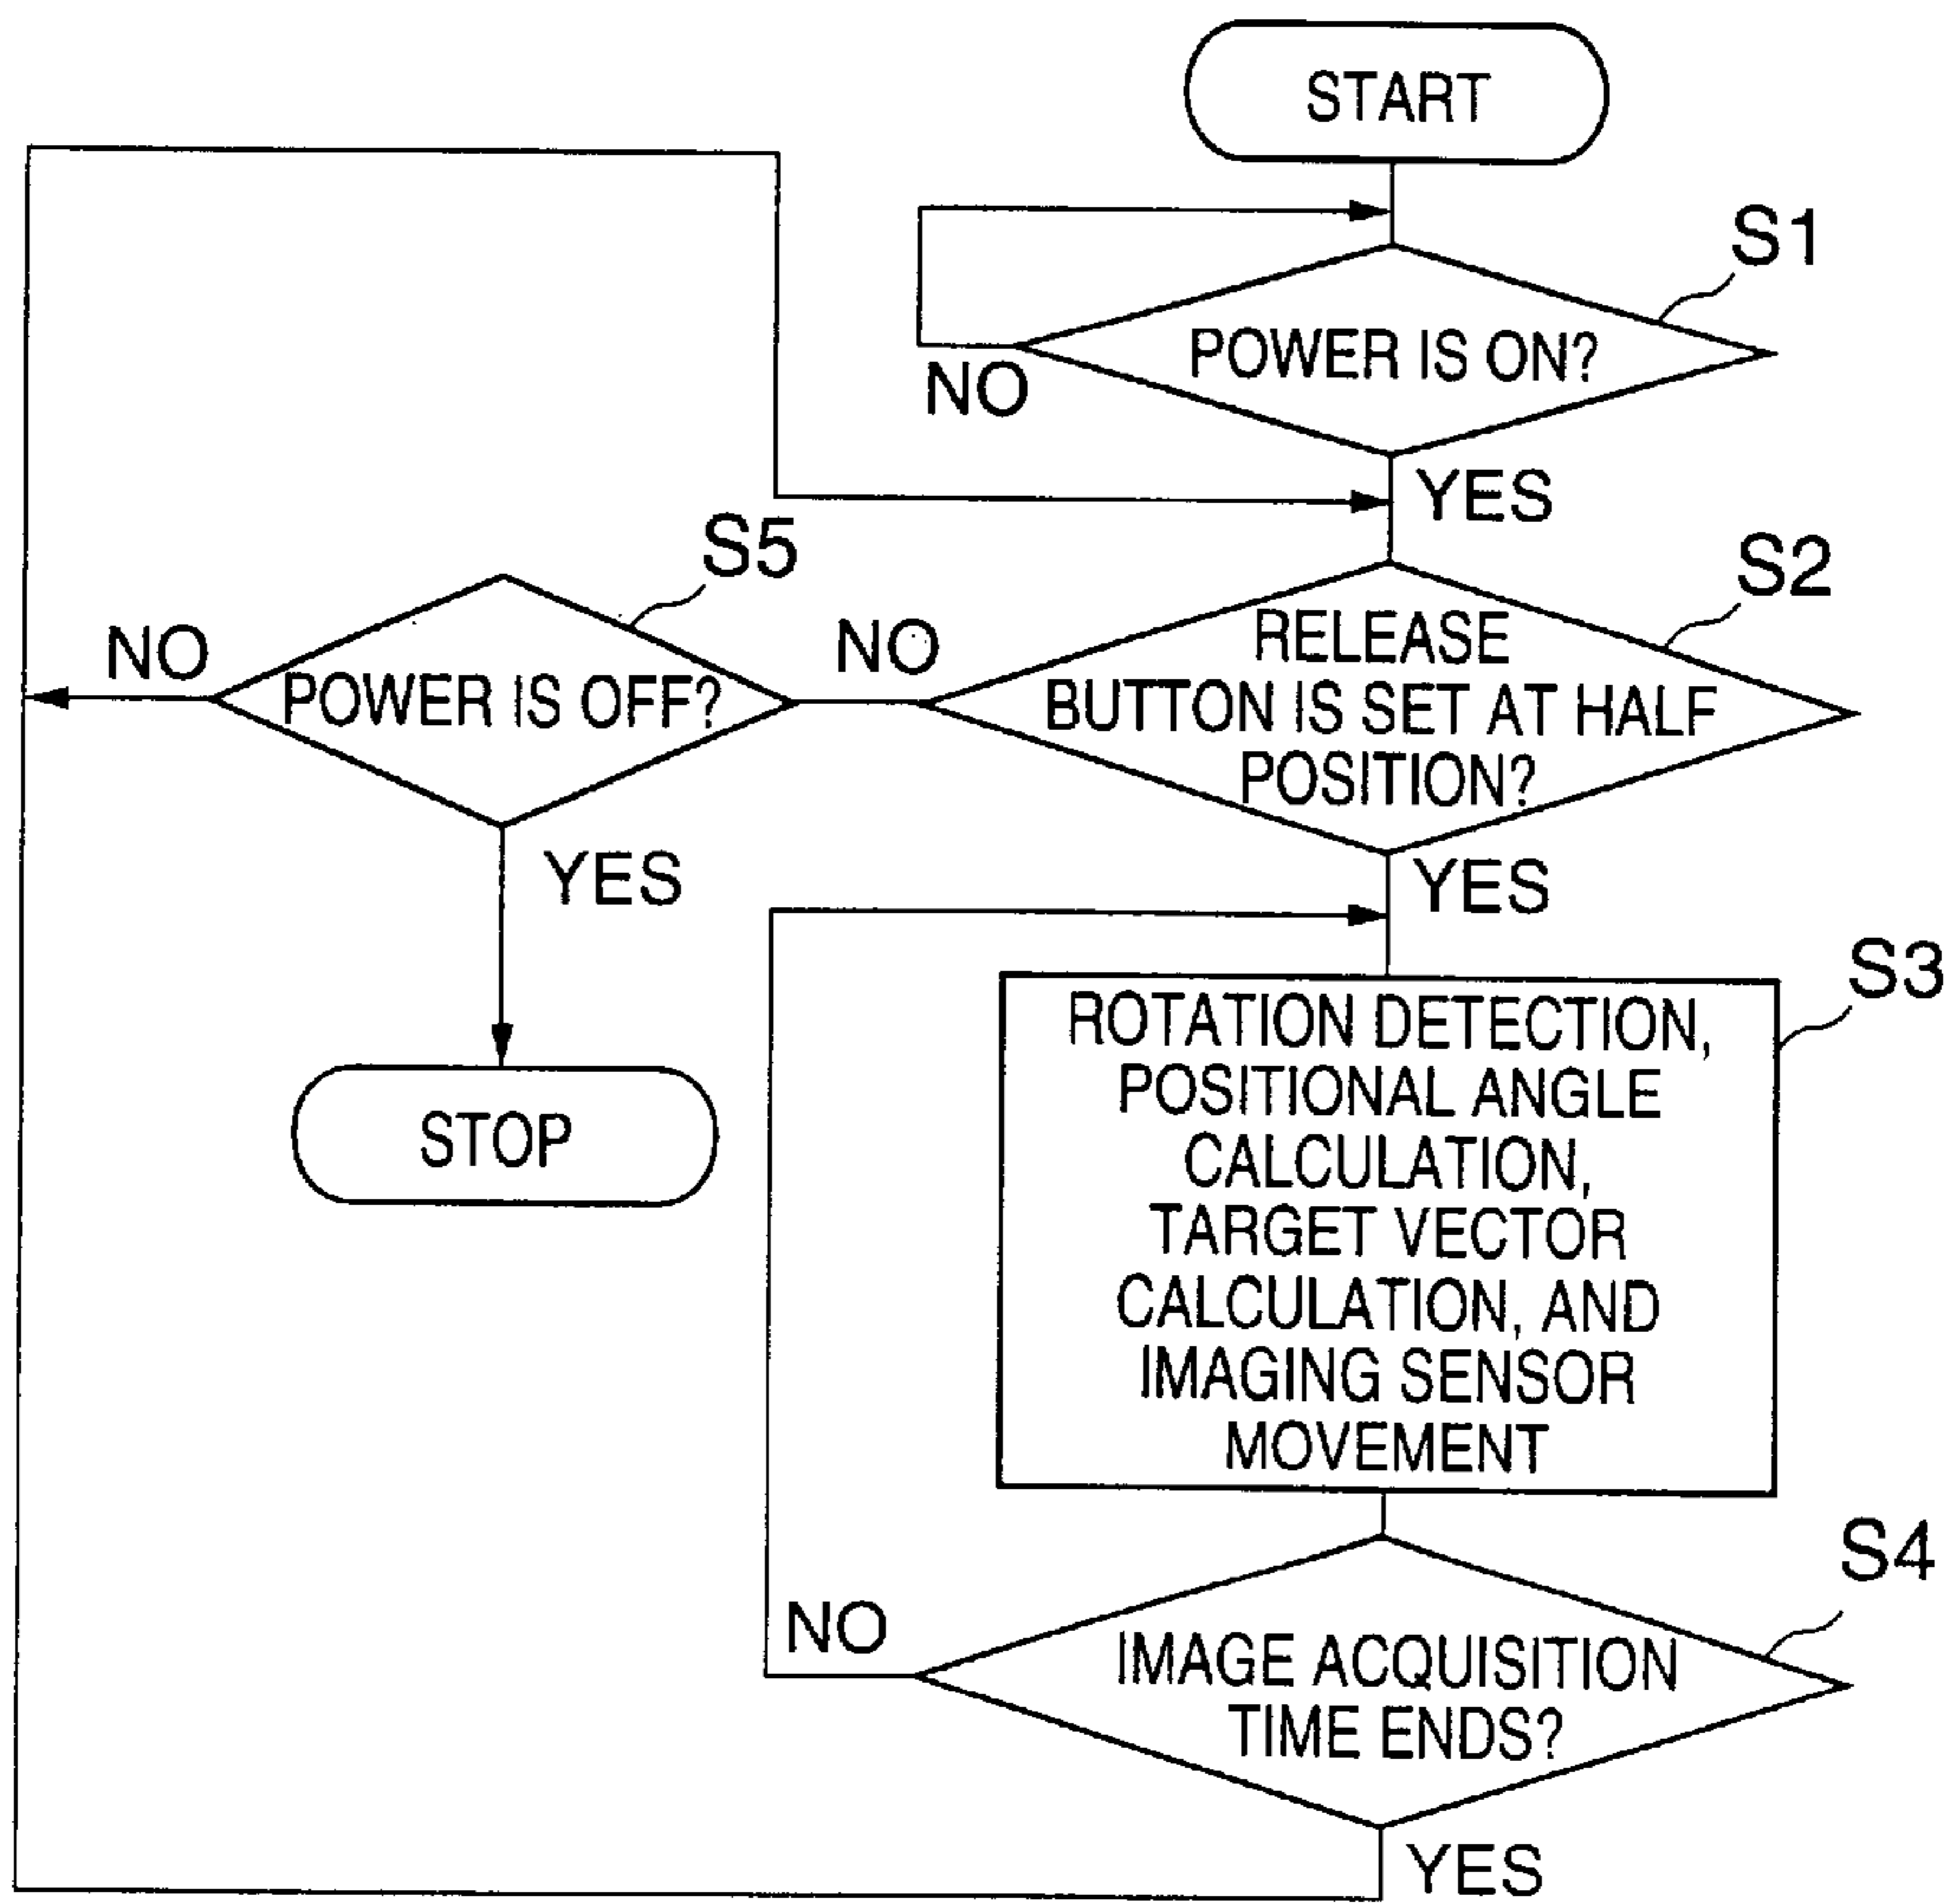 START
S1
POWER IS ON?
NO
YES
S5
S2
NO
POWER IS OFF?
NO
RELEASE
BUTTON IS SET AT HALF
POSITION?
YES
YES
STOP
S3
ROTATION DETECTION,
POSITIONAL ANGLE
CALCULATION,
TARGET VECTOR
CALCULATION, AND
IMAGING SENSOR
MOVEMENT
S4
NO
IMAGE ACQUISITION
TIME ENDS?
YES